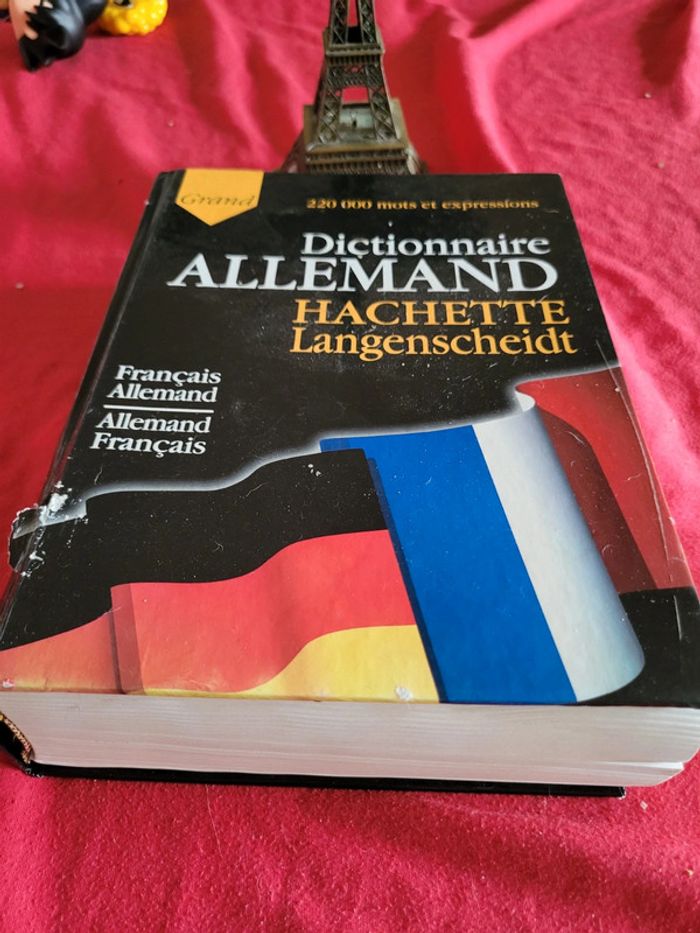 Grand
220 000 mots et expressions
Dictionnaire
ALLEMAND
HACHETTE
Langenscheidt
Français
Allemand
Allemand
Français